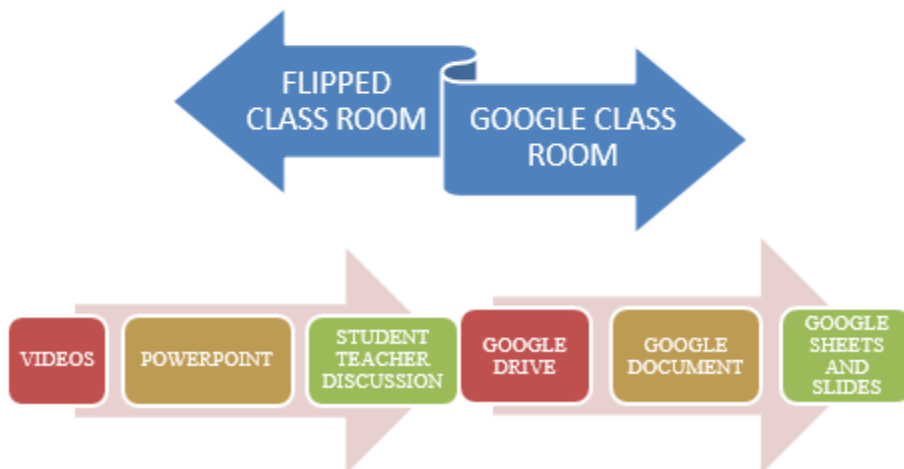 FLIPPED
CLASS ROOM
GOOGLE CLASS
ROOM
VIDEOS
POWERPOINT
STUDENT
TEACHER
DISCUSSION
GOOGLE
DRIVE
GOOGLE
DOCUMENT
GOOGLE
SHEETS
AND
SLIDES